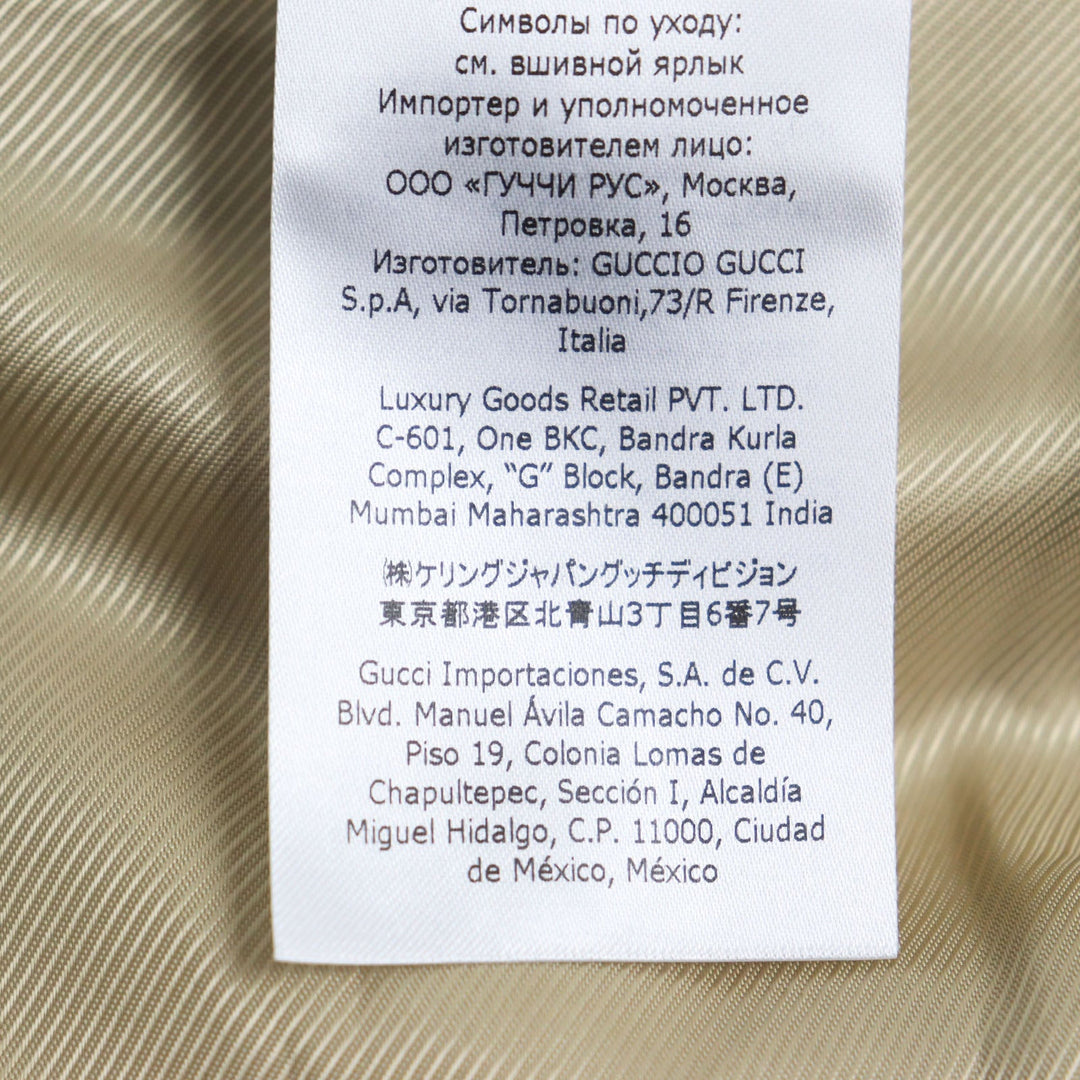 Символы по уходу:
см. вшивной ярлык
Импортер и уполномоченное
изготовителем лицо:
ООО «ГУЧЧИ РУС», Москва,
Петровка, 16
Изготовитель: GUCCIO GUCCI
S.p.A, via Tornabuoni,73/R Firenze,
Italia
Luxury Goods Retail PVT. LTD.
C-601, One BKC, Bandra Kurla
Complex, “G” Block, Bandra (E)
Mumbai Maharashtra 400051 India
㈱ケリングジャパングッチディビジョン
東京都港区北青山3丁目6番7号
Gucci Importaciones, S.A. de C.V.
Blvd. Manuel Ávila Camacho No. 40,
Piso 19, Colonia Lomas de
Chapultepec, Sección I, Alcaldía
Miguel Hidalgo, C.P. 11000, Ciudad
de México, México